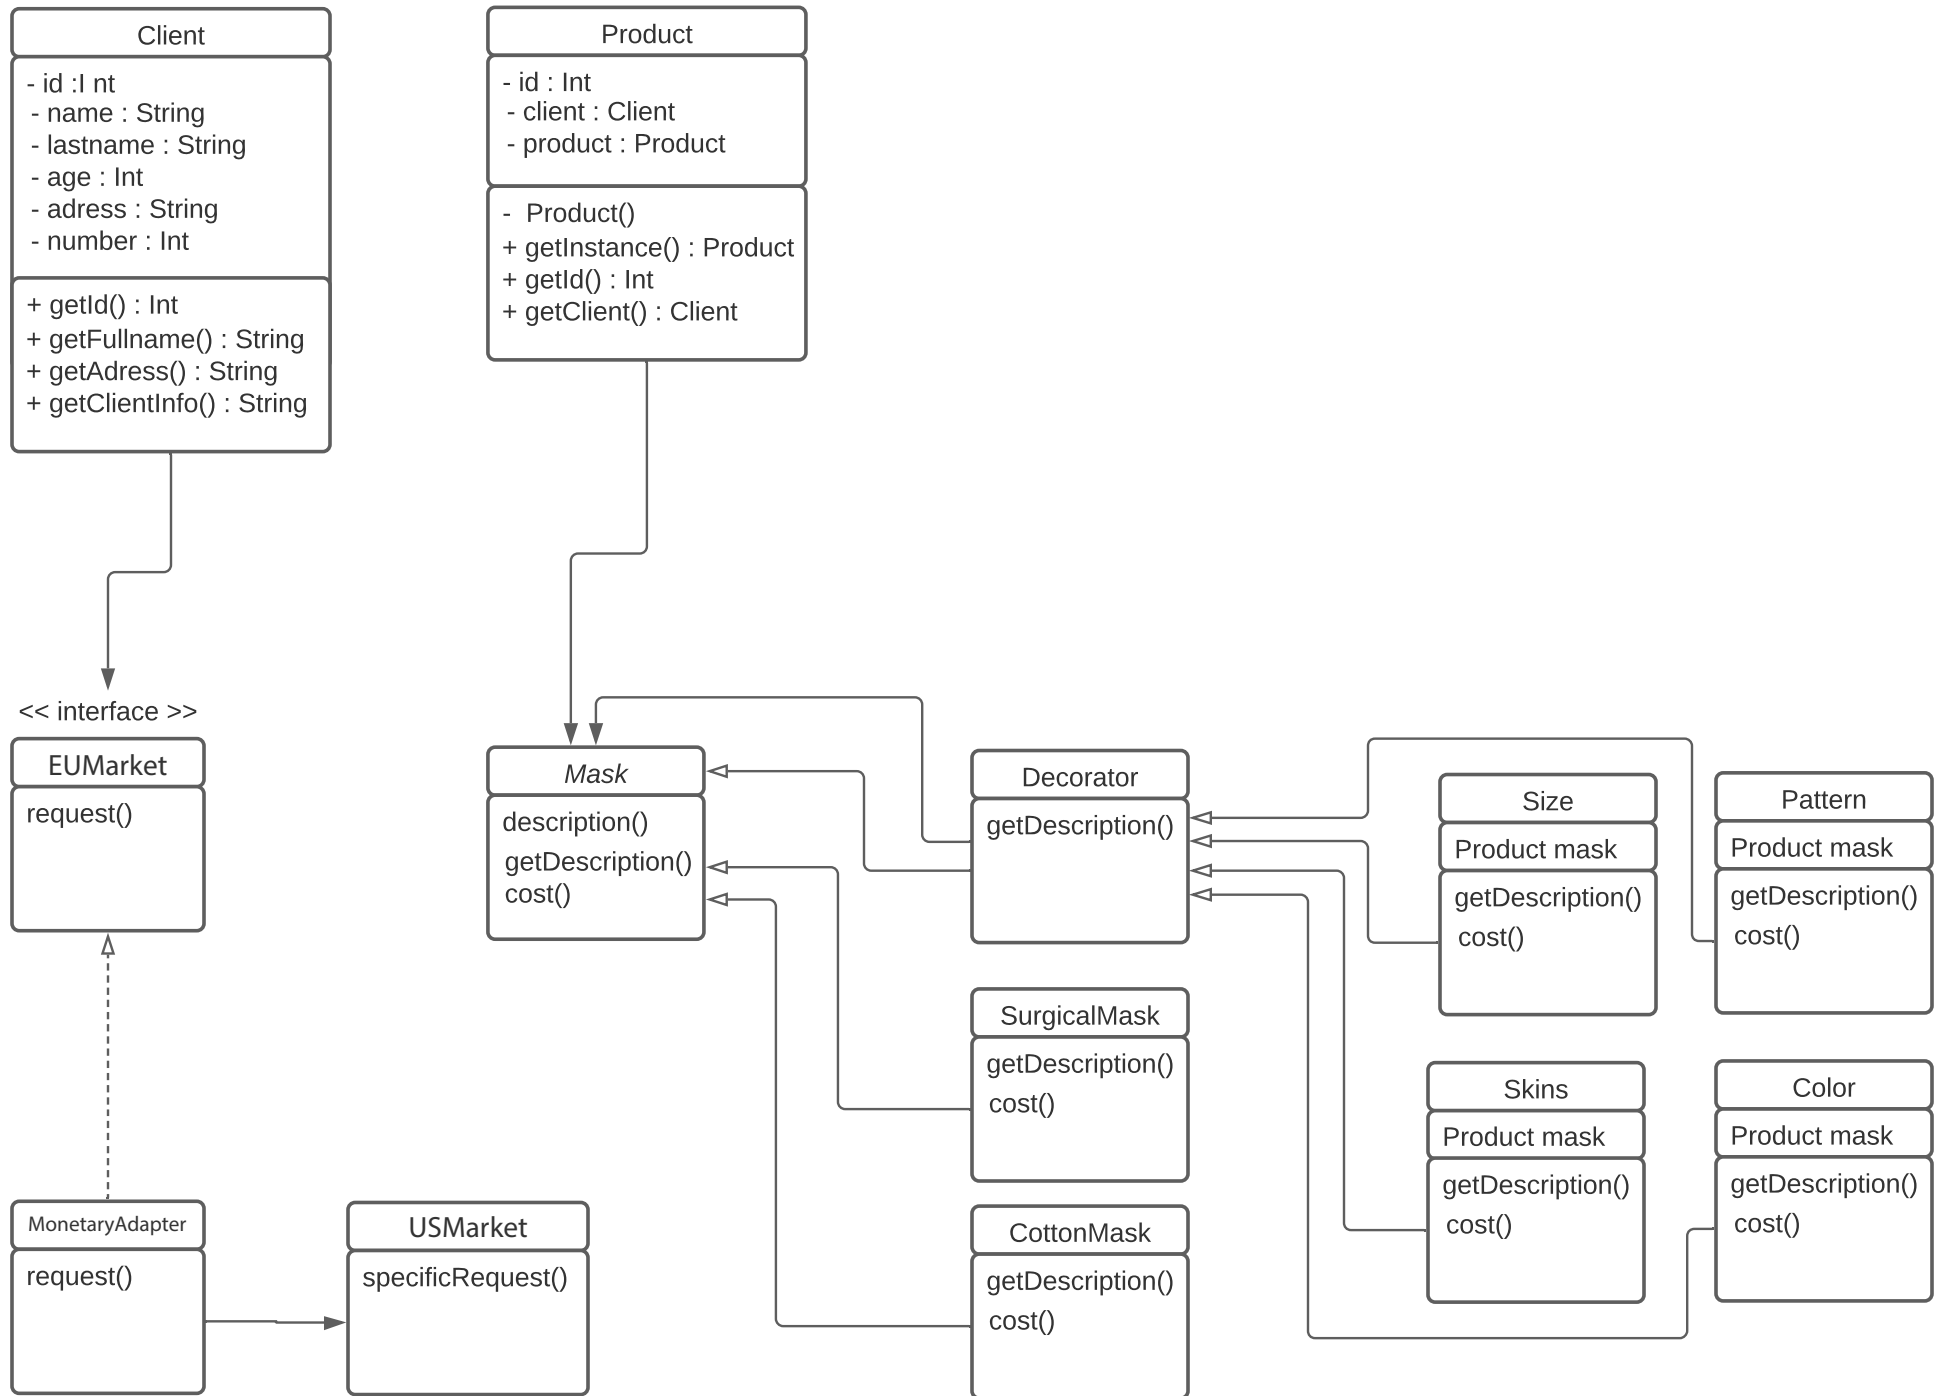 Client
- id :I nt
- name : String
- lastname : String
- age : Int
- adress : String
- number : Int
+ getId() : Int
+ getFullname() : String
+ getAdress() : String
+ getClientInfo() : String
Product
- id : Int
- client : Client
- product : Product
- Product()
+ getInstance() : Product
+ getId() : Int
+ getClient() : Client
<< interface >>
EUMarket
request()
Mask
description()
getDescription()
cost()
Decorator
getDescription()
Size
Product mask
getDescription()
cost()
Pattern
Product mask
getDescription()
cost()
SurgicalMask
getDescription()
cost()
Skins
Product mask
getDescription()
cost()
Color
Product mask
getDescription()
cost()
MonetaryAdapter
request()
USMarket
specificRequest()
CottonMask
getDescription()
cost()